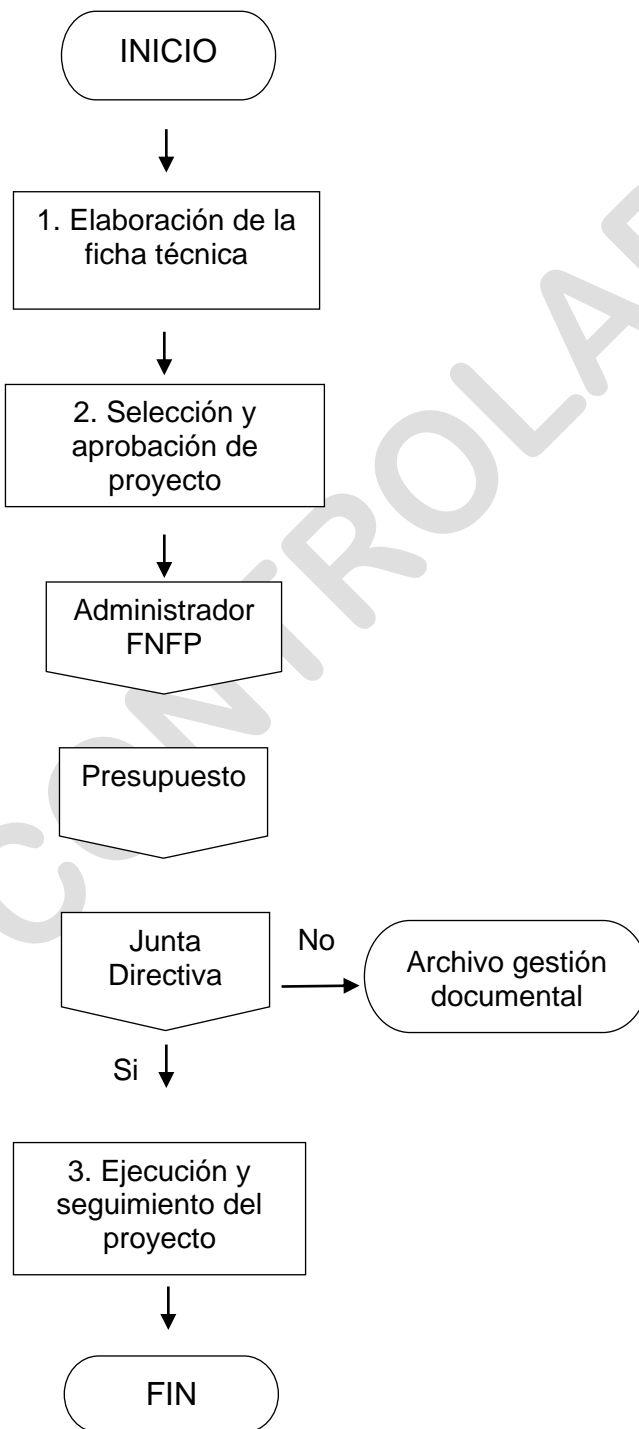 INICIO
1. Elaboración de la
ficha técnica
2. Selección y
aprobación de
proyecto
Administrador
FNFP
Presupuesto
Junta
Directiva
No
Archivo gestión
documental
Si
3. Ejecución y
seguimiento del
proyecto
FIN